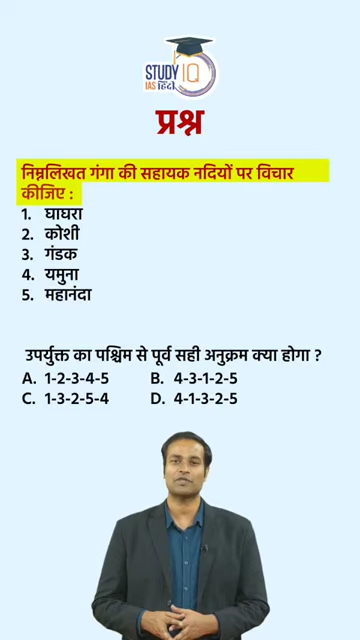 STUDY IQ
IAS हिंदी
प्रश्न
निम्नलिखत गंगा की सहायक नदियों पर विचार
कीजिए :
1. घाघरा
2. कोशी
3. गंडक
4. यमुना
5. महानंदा
उपर्युक्त का पश्चिम से पूर्व सही अनुक्रम क्या होगा ?
A. 1-2-3-4-5 B. 4-3-1-2-5
C. 1-3-2-5-4 D. 4-1-3-2-5